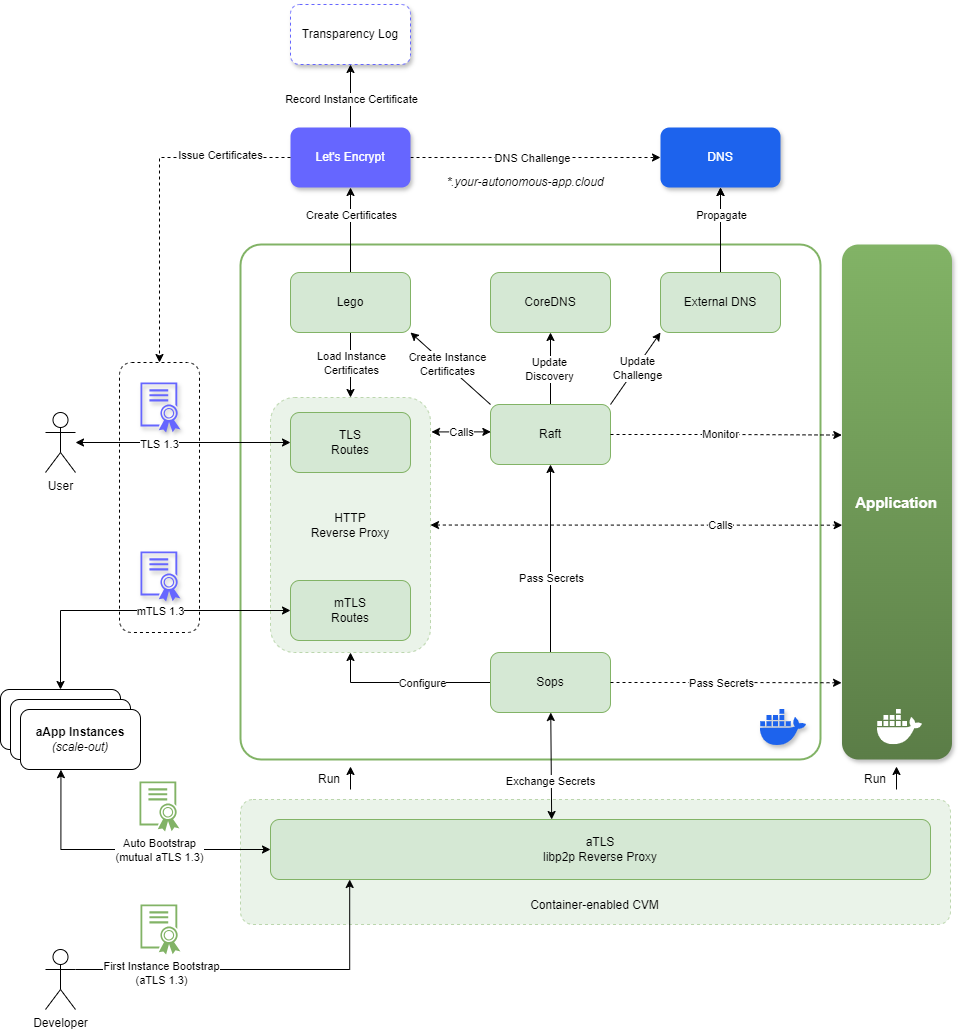 Transparency Log
Record Instance Certificate
Issue Certificates
Let's Encrypt
DNS Challenge
DNS
*.your-autonomous-app.cloud
Create Certificates
Propagate
Lego
CoreDNS
External DNS
Load Instance
Certificates
Create Instance
Certificates
Update
Discovery
Update
Challenge
TLS
Routes
Calls
Raft
Monitor
TLS 1.3
User
Application
HTTP
Reverse Proxy
Calls
Pass Secrets
mTLS 1.3
mTLS
Routes
Configure
Sops
Pass Secrets
aApp Instances
(scale-out)
Run
Exchange Secrets
Run
Auto Bootstrap
(mutual aTLS 1.3)
aTLS
libp2p Reverse Proxy
Container-enabled CVM
First Instance Bootstrap
(aTLS 1.3)
Developer